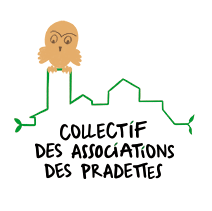 COLLECTIF
DES ASSOCIATIONS
DES PRADETTES